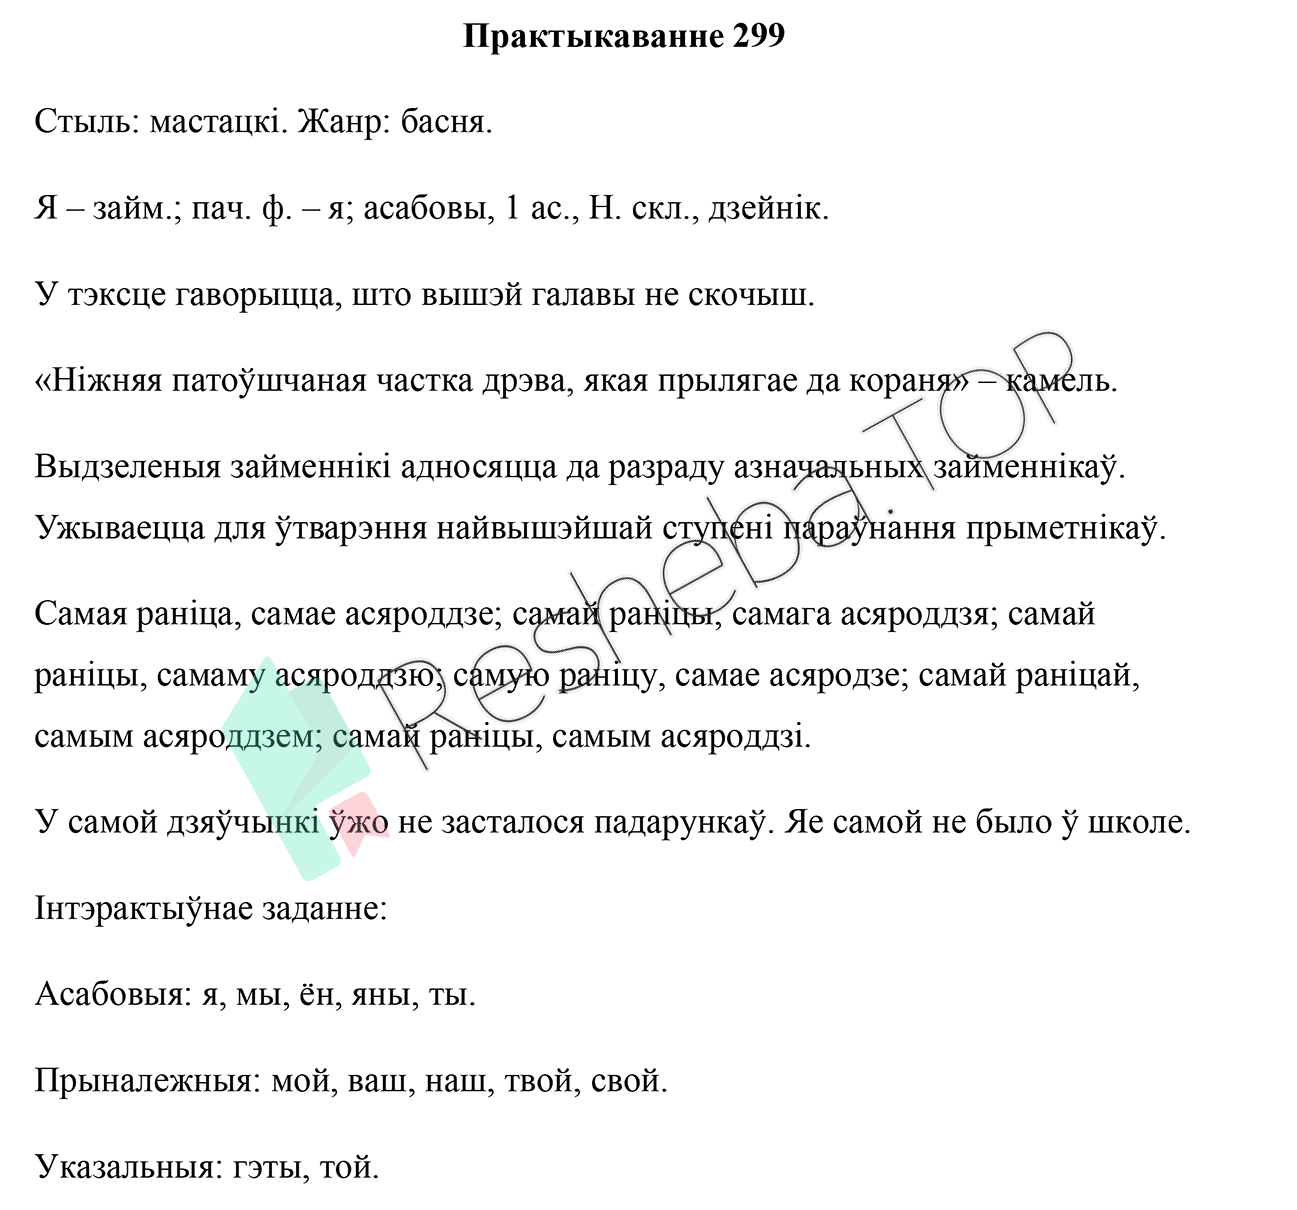 Практыкаванне 299
Стыль: мастацкі. Жанр: басня.
Я – займ.; пач. ф. – я; асабовы, 1 ас., Н. скл., дзейнік.
У тэксце гаворыцца, што вышэй галавы не скочыш.
«Ніжняя патоўшчаная частка дрэва, якая прылягае да кораня» – камель.
Выдзеленыя займеннікі адносяцца да разраду азначальных займеннікаў.
Ужываецца для ўтварэння найвышэйшай ступені параўнання прыметнікаў.
Самая раніца, самае асяроддзе; самай раніцы, самага асяроддзя; самай
раніцы, самаму асяроддзю; самую раніцу, самае асяродзе; самай раніцай,
самым асяроддзем; самай раніцы, самым асяроддзі.
У самой дзяўчынкі ўжо не засталося падарункаў. Яе самой не было ў школе.
Інтэрактыўнае заданне:
Асабовыя: я, мы, ён, яны, ты.
Прыналежныя: мой, ваш, наш, твой, свой.
Указальныя: гэты, той.
Resheba.TOP